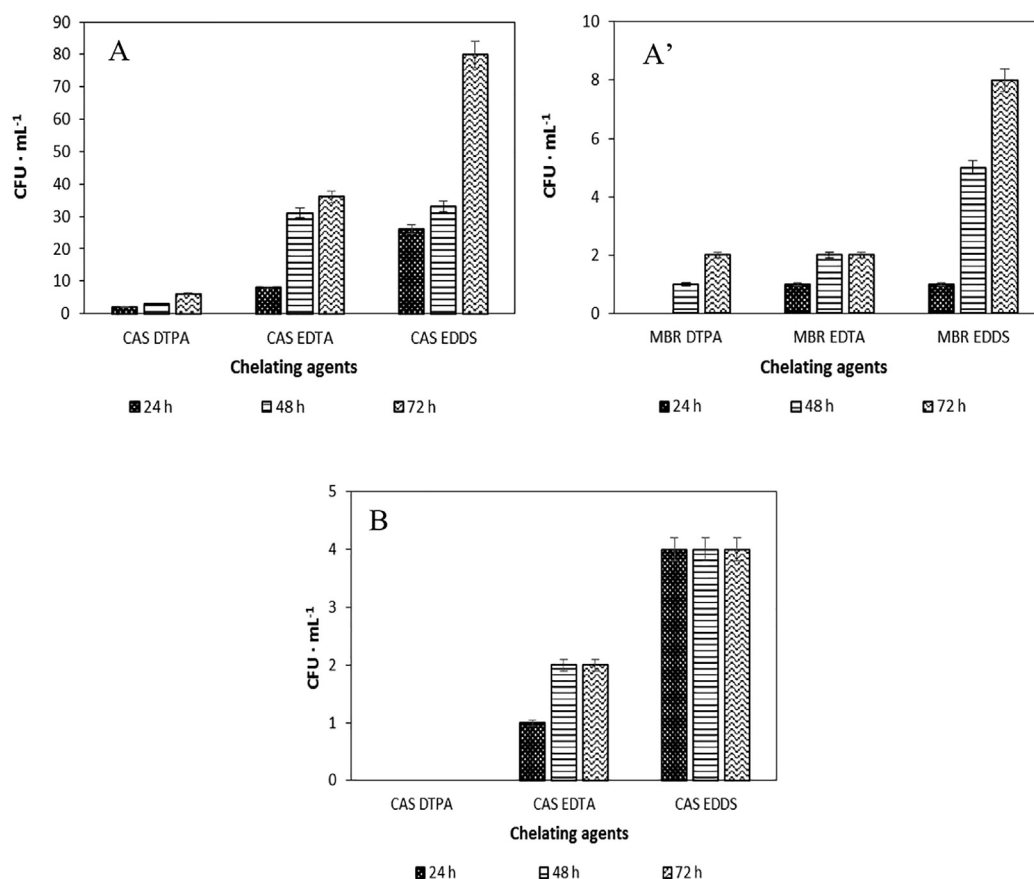 A
CFU · mL⁻¹
90
80
70
60
50
40
30
20
10
0
CAS DTPA CAS EDTA CAS EDDS
Chelating agents
24 h 48 h 72 h
A’
CFU · mL⁻¹
10
8
6
4
2
0
MBR DTPA MBR EDTA MBR EDDS
Chelating agents
24 h 48 h 72 h
B
CFU · mL⁻¹
5
4
3
2
1
0
CAS DTPA CAS EDTA CAS EDDS
Chelating agents
24 h 48 h 72 h